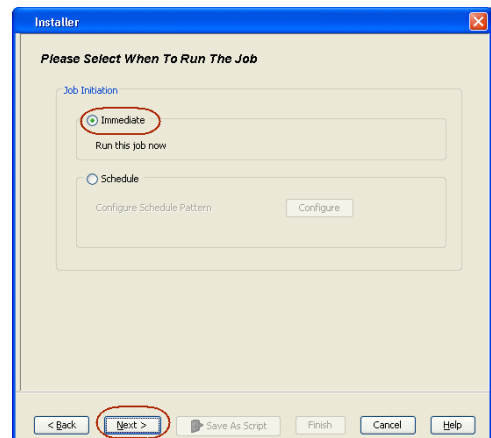 Installer
Please Select When To Run The Job
Job Initiation
Immediate
Run this job now
Schedule
Configure Schedule Pattern
Configure
< Back
Next >
Save As Script
Finish
Cancel
Help